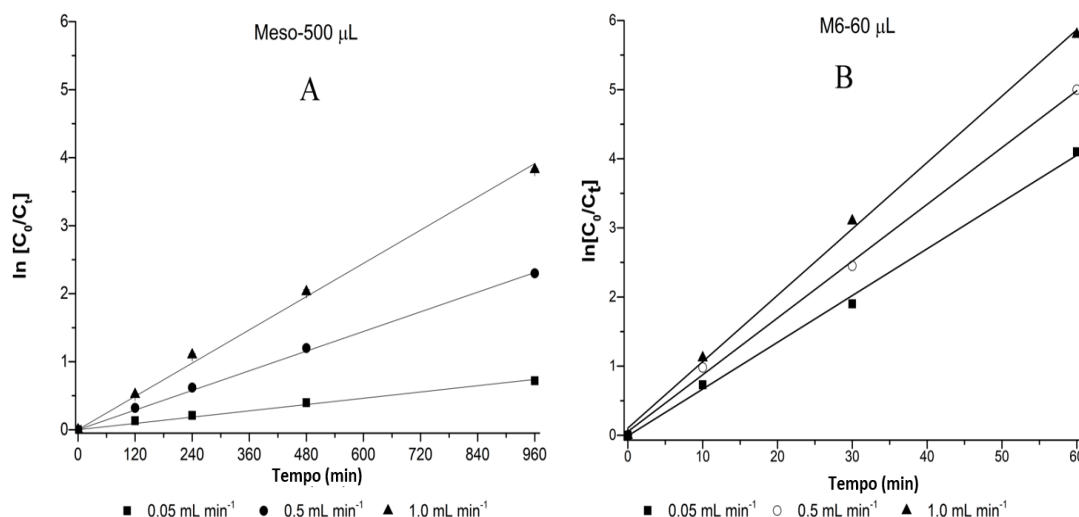 Meso-500 µL
A
ln [C₀/Cₜ]
6
5
4
3
2
1
0
0 120 240 360 480 600 720 840 960
Tempo (min)
■ 0.05 mL min⁻¹ ● 0.5 mL min⁻¹ ▲ 1.0 mL min⁻¹
M6-60 µL
B
ln[C₀/Ct]
6
5
4
3
2
1
0
0 10 20 30 40 50 60
Tempo (min)
■ 0.05 mL min⁻¹ ○ 0.5 mL min⁻¹ ▲ 1.0 mL min⁻¹